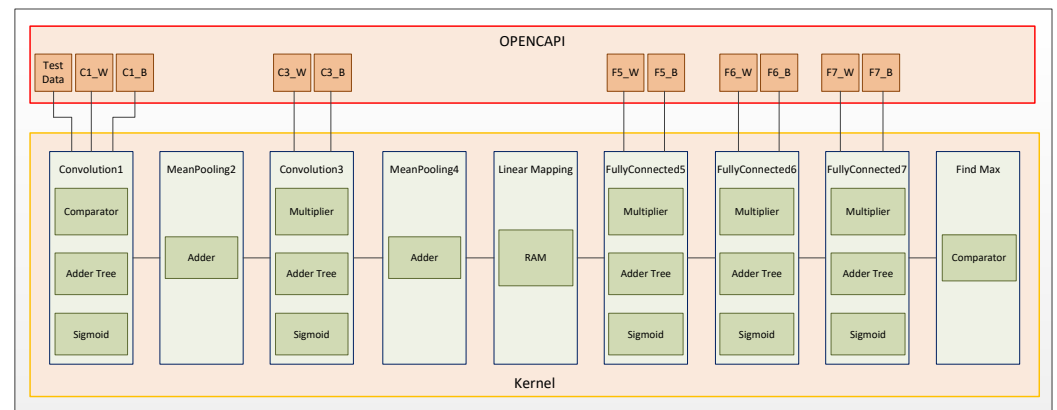 OPENCAPI
Test
Data
C1_W
C1_B
C3_W
C3_B
F5_W
F5_B
F6_W
F6_B
F7_W
F7_B
Convolution1
Comparator
Adder Tree
Sigmoid
MeanPooling2
Adder
Convolution3
Multiplier
Adder Tree
Sigmoid
MeanPooling4
Adder
Linear Mapping
RAM
FullyConnected5
Multiplier
Adder Tree
Sigmoid
FullyConnected6
Multiplier
Adder Tree
Sigmoid
FullyConnected7
Multiplier
Adder Tree
Sigmoid
Find Max
Comparator
Kernel